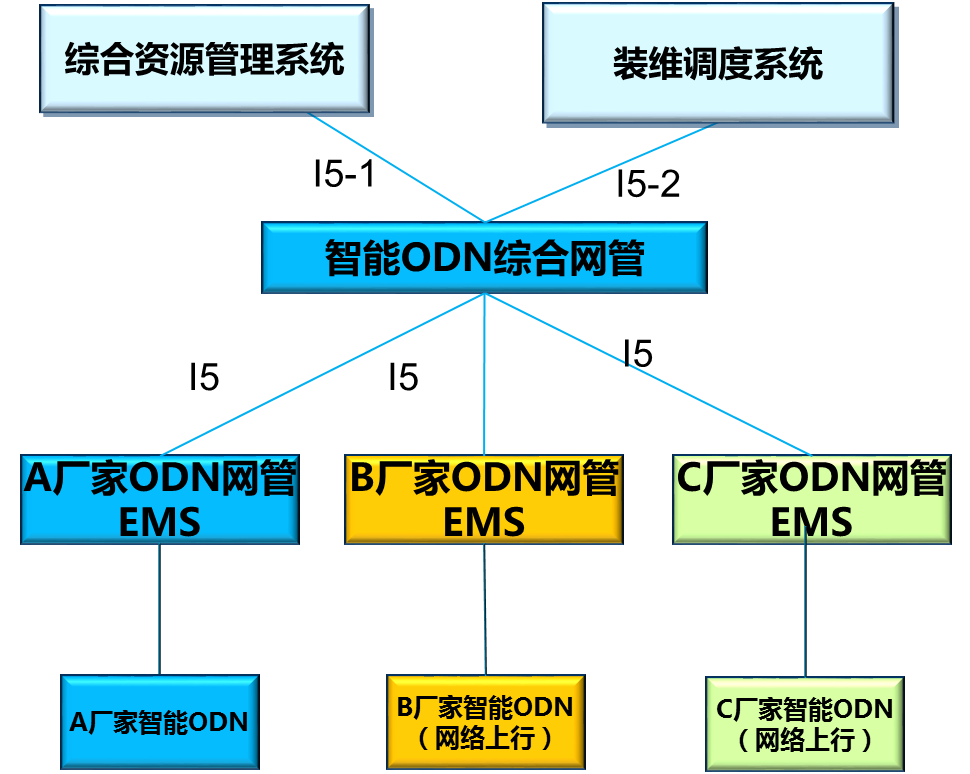 综合资源管理系统
装维调度系统
I5-1
I5-2
智能ODN综合网管
I5
I5
I5
A厂家ODN网管
EMS
B厂家ODN网管
EMS
C厂家ODN网管
EMS
A厂家智能ODN
B厂家智能ODN
（网络上行）
C厂家智能ODN
（网络上行）